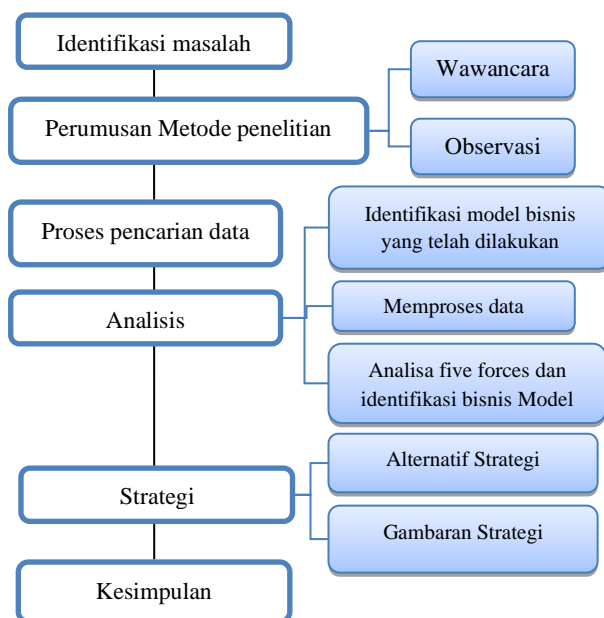 Identifikasi masalah
Wawancara
Perumusan Metode penelitian
Observasi
Proses pencarian data
Identifikasi model bisnis
yang telah dilakukan
Analisis
Memproses data
Analisa five forces dan
identifikasi bisnis Model
Strategi
Alternatif Strategi
Gambaran Strategi
Kesimpulan